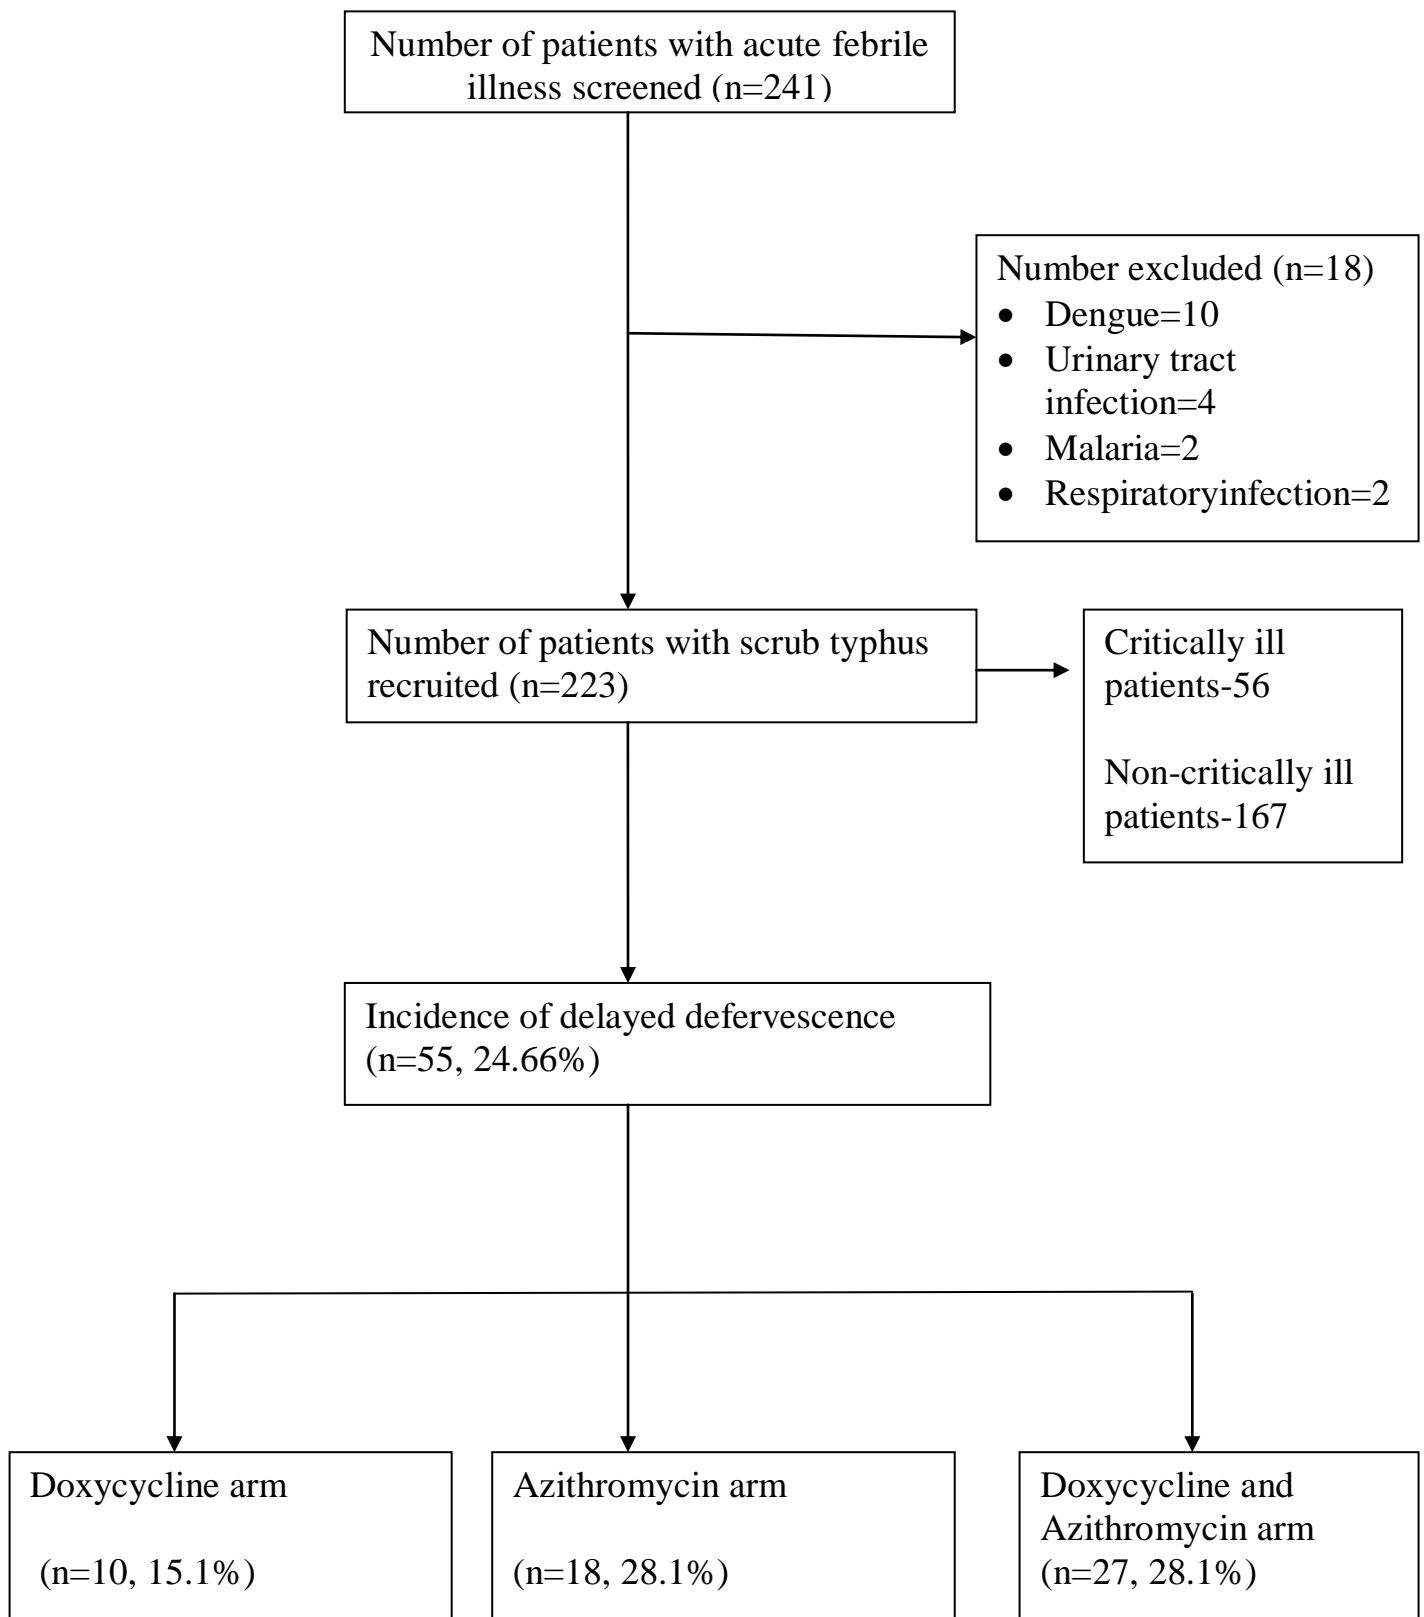 Number of patients with acute febrile
illness screened (n=241)
Number excluded (n=18)
• Dengue=10
• Urinary tract
infection=4
• Malaria=2
• Respiratoryinfection=2
Number of patients with scrub typhus
recruited (n=223)
Critically ill
patients-56
Non-critically ill
patients-167
Incidence of delayed defervescence
(n=55, 24.66%)
Doxycycline arm
(n=10, 15.1%)
Azithromycin arm
(n=18, 28.1%)
Doxycycline and
Azithromycin arm
(n=27, 28.1%)